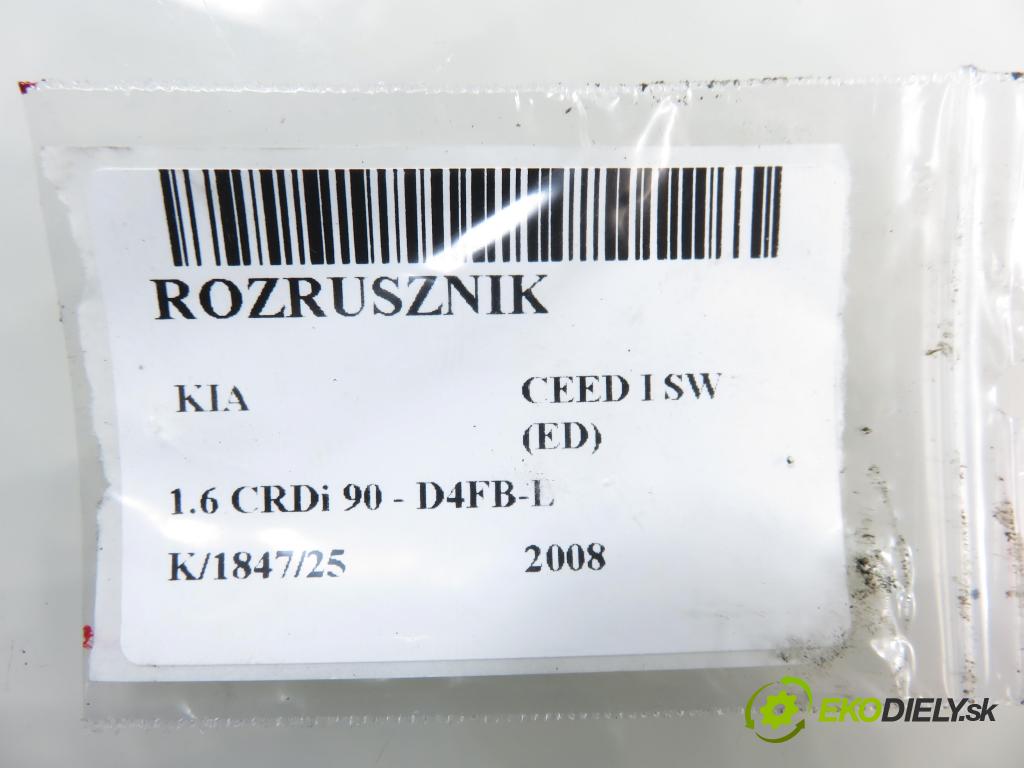 ROZRUSZNIK
KIA CEED I SW
(ED)
1.6 CRDi 90 - D4FB-L
K/1847/25 2008
EKODIELY.sk